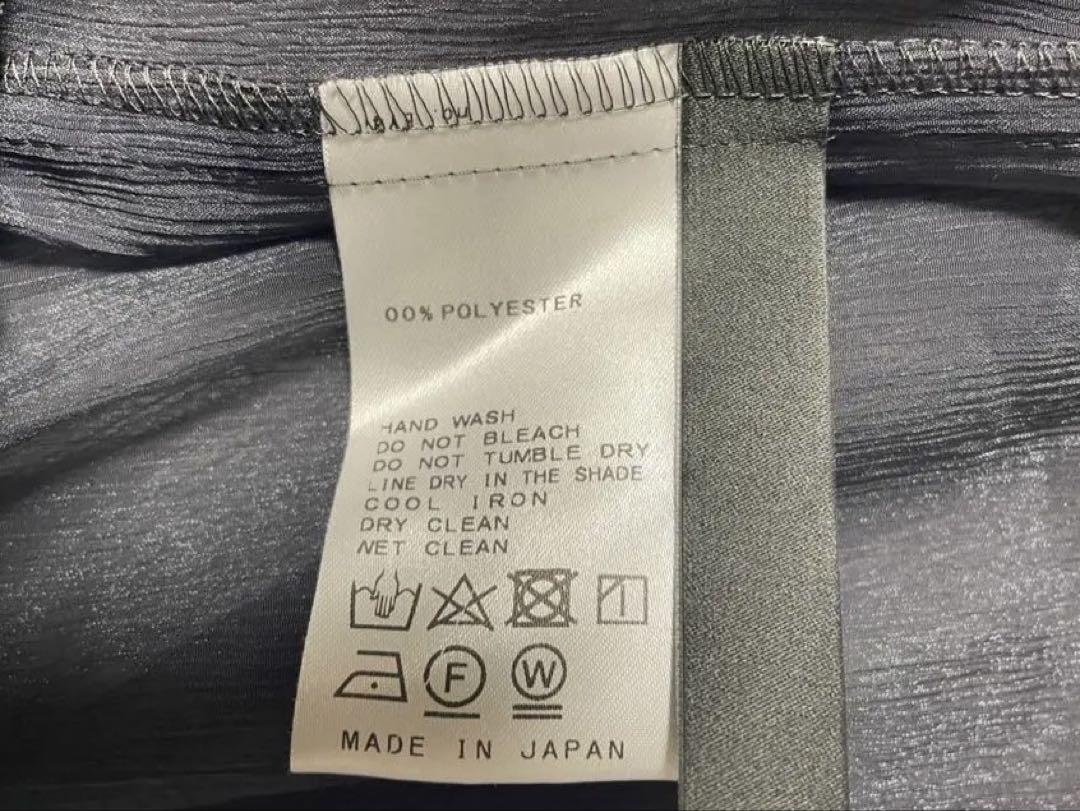 00% POLYESTER
HAND WASH
DO NOT BLEACH
DO NOT TUMBLE DRY
LINE DRY IN THE SHADE
COOL IRON
DRY CLEAN
WET CLEAN
F
W
MADE IN JAPAN